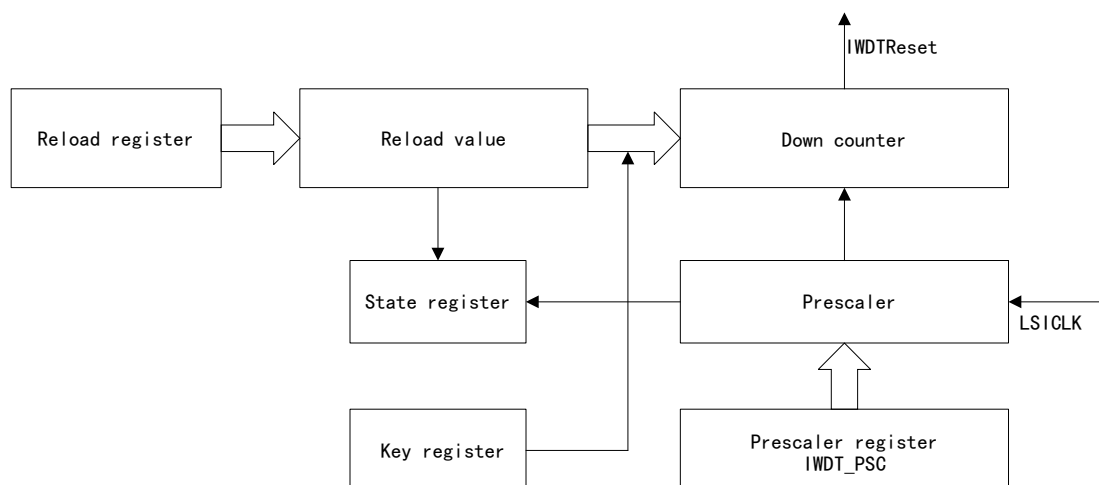 IWDTReset
Reload register
Reload value
Down counter
State register
Prescaler
LSICLK
Key register
Prescaler register
IWDT_PSC